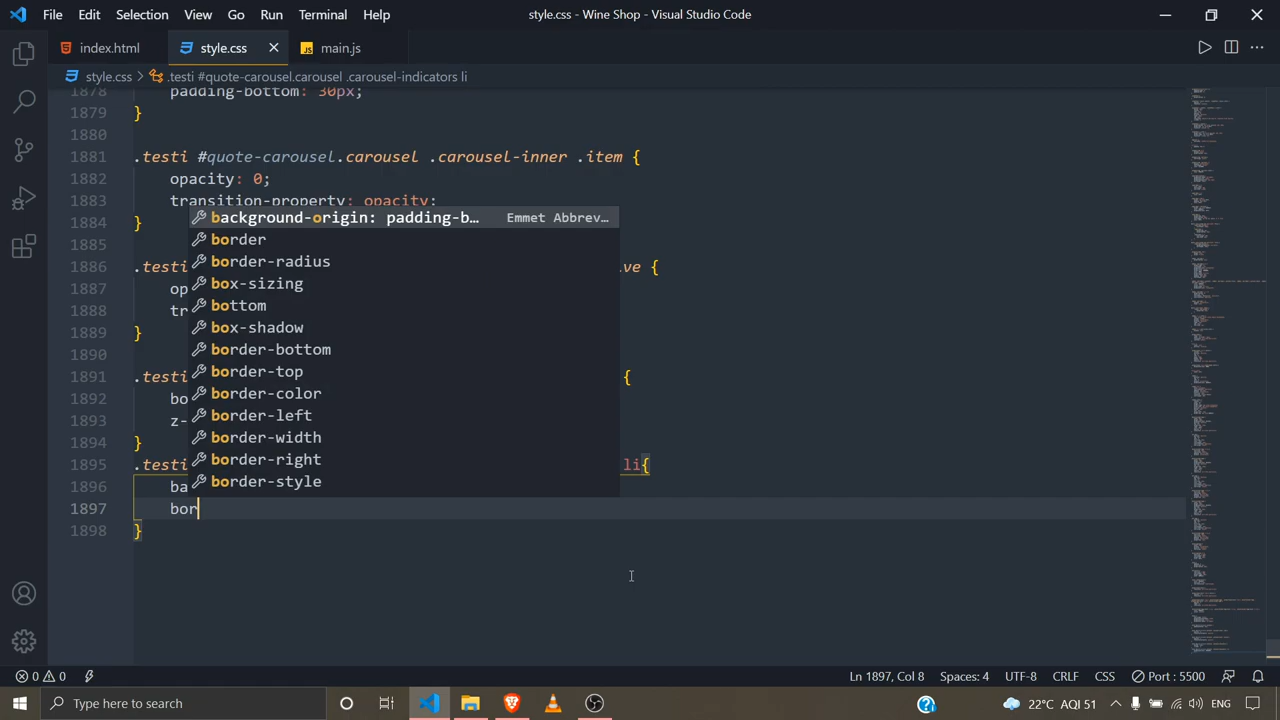 File Edit Selection View Go Run Terminal Help
style.css - Wine Shop - Visual Studio Code
index.html
style.css
main.js
style.css > .testi #quote-carousel.carousel .carousel-indicators li
1878 padding-bottom: 30px;
1879 }
1880
1881 .testi #quote-carousel.carousel .carousel-inner .item {
1882 opacity: 0;
1883 transition-property: opacity;
1884 }
background-origin: padding-b… Emmet Abbrev…
1885 border
1886 .testi border-radius ve {
1887 op box-sizing
1888 tr bottom
1889 } box-shadow
1890 border-bottom
1891 .testi border-top {
1892 bo border-color
1893 z- border-left
1894 } border-width
1895 .testi border-right li{
1896 ba border-style
1897 bor
1898 }
0 0
Ln 1897, Col 8 Spaces: 4 UTF-8 CRLF CSS Port : 5500
Type here to search
22°C AQI 51 ENG